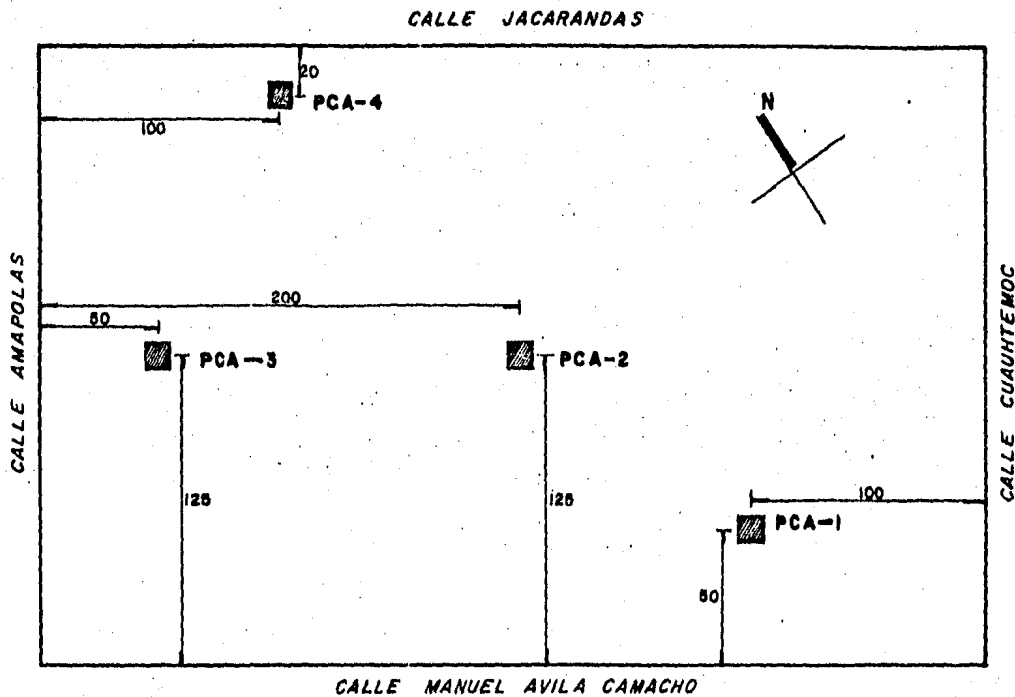 CALLE JACARANDAS
20
PCA-4
100
N
CALLE AMAPOLAS
200
50
PCA-3
PCA-2
CALLE CUAUHTEMOC
125
125
100
PCA-1
50
CALLE MANUEL AVILA CAMACHO